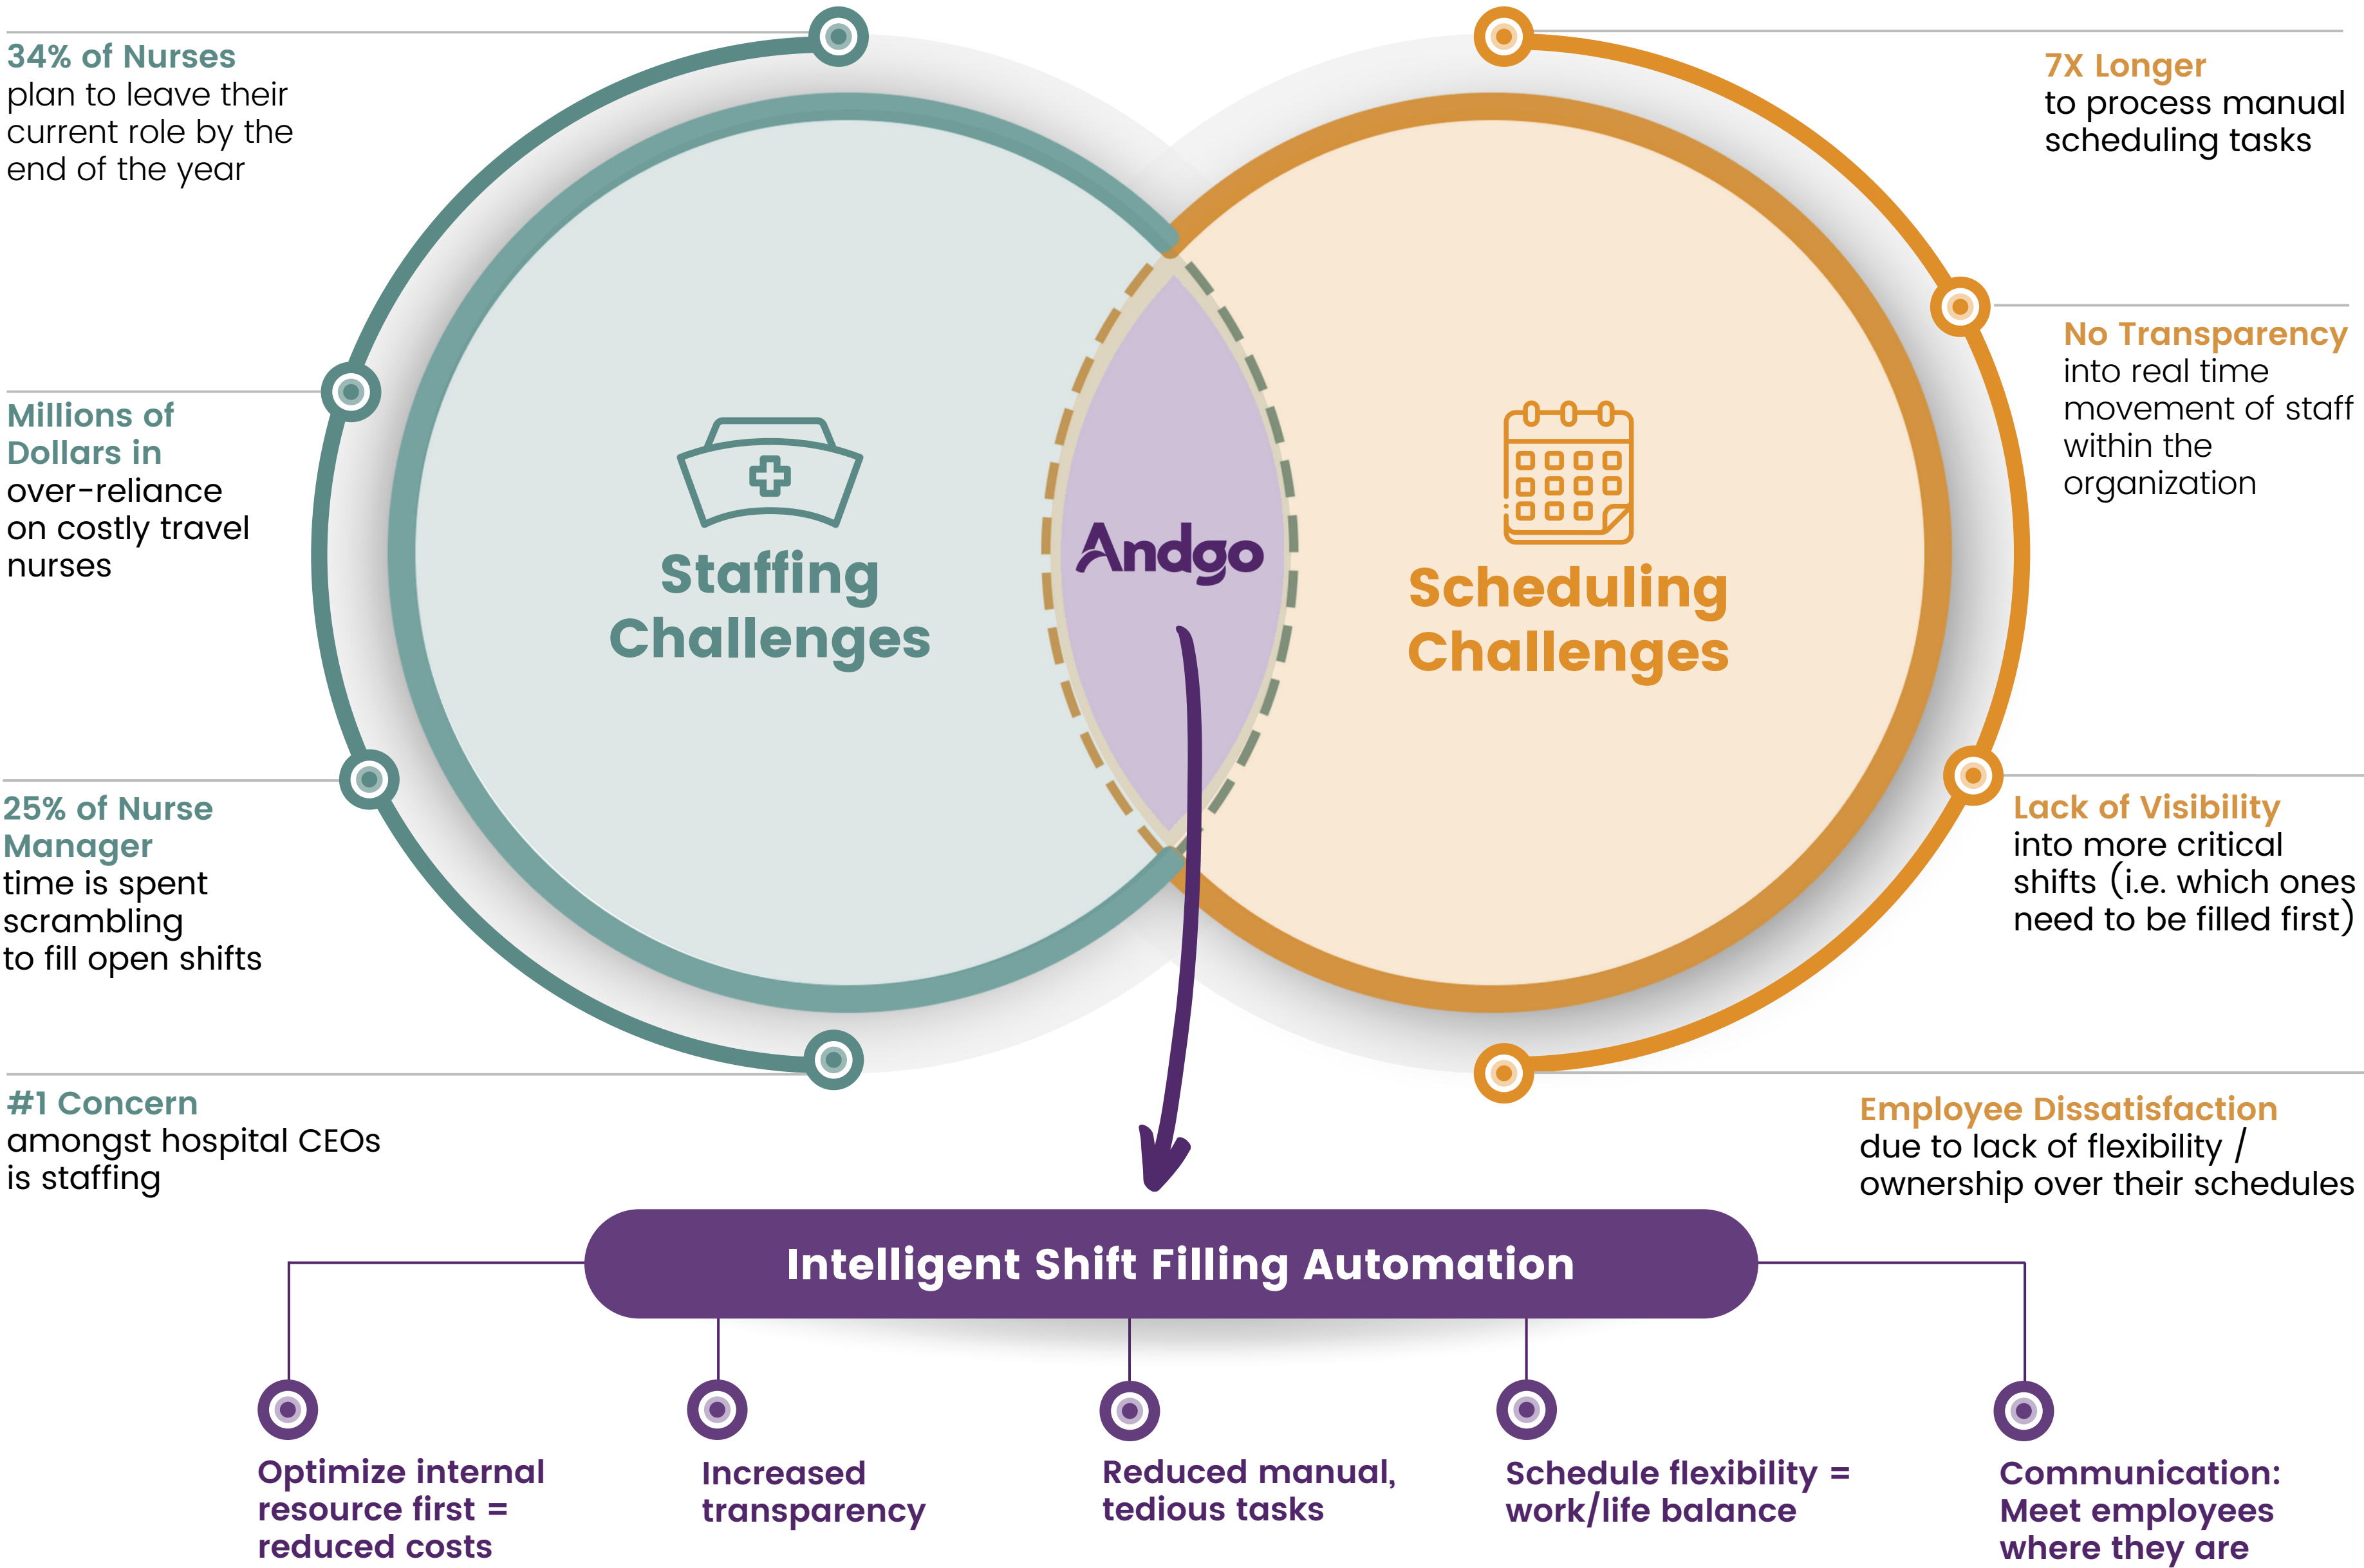 34% of Nurses
plan to leave their
current role by the
end of the year
Millions of
Dollars in
over-reliance
on costly travel
nurses
25% of Nurse
Manager
time is spent
scrambling
to fill open shifts
#1 Concern
amongst hospital CEOs
is staffing
Staffing
Challenges
Andgo
Scheduling
Challenges
7X Longer
to process manual
scheduling tasks
No Transparency
into real time
movement of staff
within the
organization
Lack of Visibility
into more critical
shifts (i.e. which ones
need to be filled first)
Employee Dissatisfaction
due to lack of flexibility /
ownership over their schedules
Intelligent Shift Filling Automation
Optimize internal
resource first =
reduced costs
Increased
transparency
Reduced manual,
tedious tasks
Schedule flexibility =
work/life balance
Communication:
Meet employees
where they are